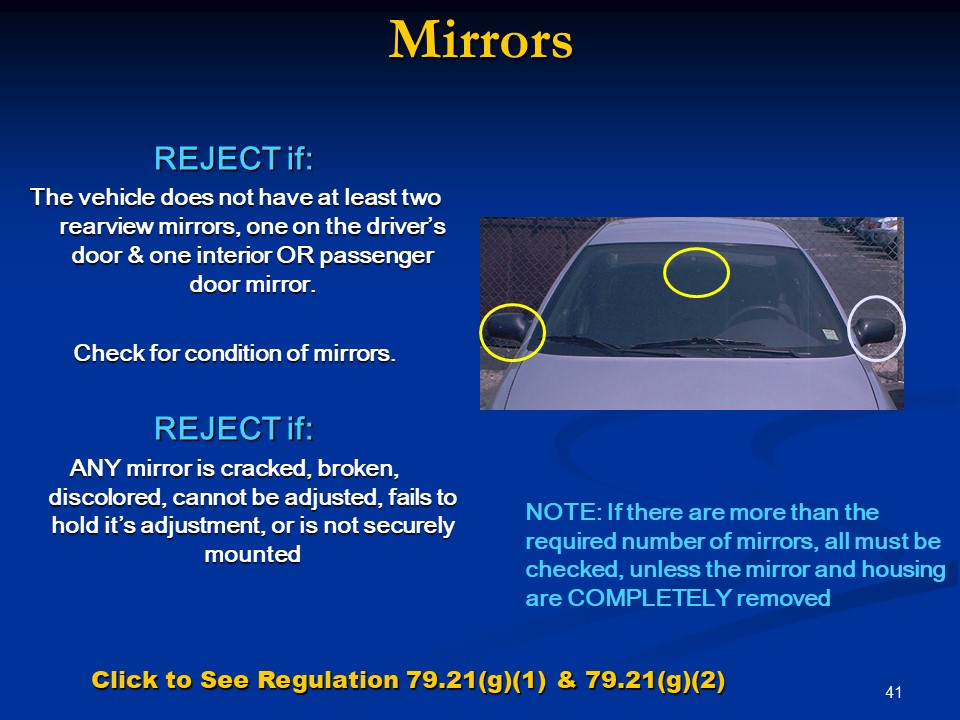 Mirrors
REJECT if:
The vehicle does not have at least two
rearview mirrors, one on the driver’s
door & one interior OR passenger
door mirror.
Check for condition of mirrors.
REJECT if:
ANY mirror is cracked, broken,
discolored, cannot be adjusted, fails to
hold it’s adjustment, or is not securely
mounted
NOTE: If there are more than the
required number of mirrors, all must be
checked, unless the mirror and housing
are COMPLETELY removed
Click to See Regulation 79.21(g)(1) & 79.21(g)(2)
41